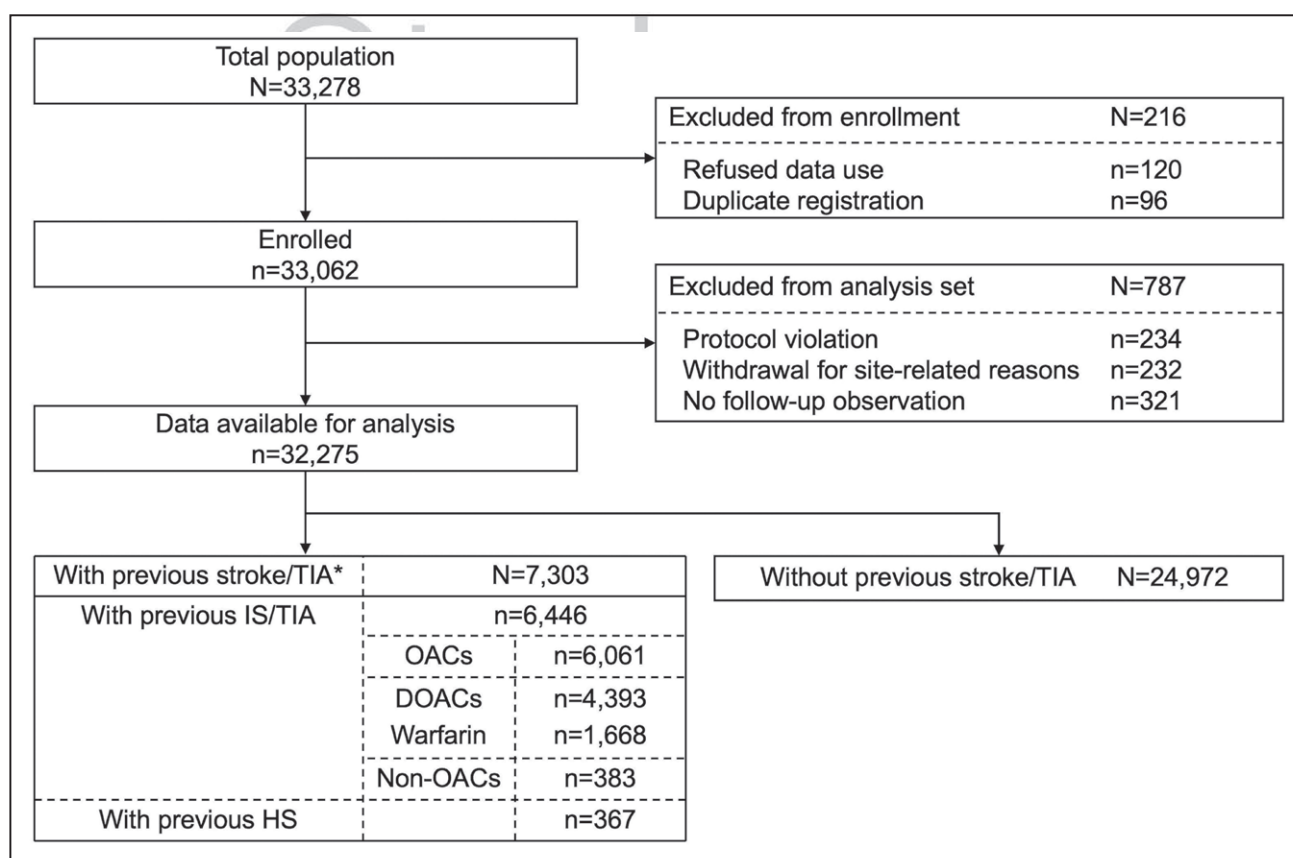 Total population
N=33,278
Excluded from enrollment N=216
Refused data use n=120
Duplicate registration n=96
Enrolled
n=33,062
Excluded from analysis set N=787
Protocol violation n=234
Withdrawal for site-related reasons n=232
No follow-up observation n=321
Data available for analysis
n=32,275
With previous stroke/TIA* N=7,303
Without previous stroke/TIA N=24,972
With previous IS/TIA n=6,446
OACs n=6,061
DOACs n=4,393
Warfarin n=1,668
Non-OACs n=383
With previous HS n=367